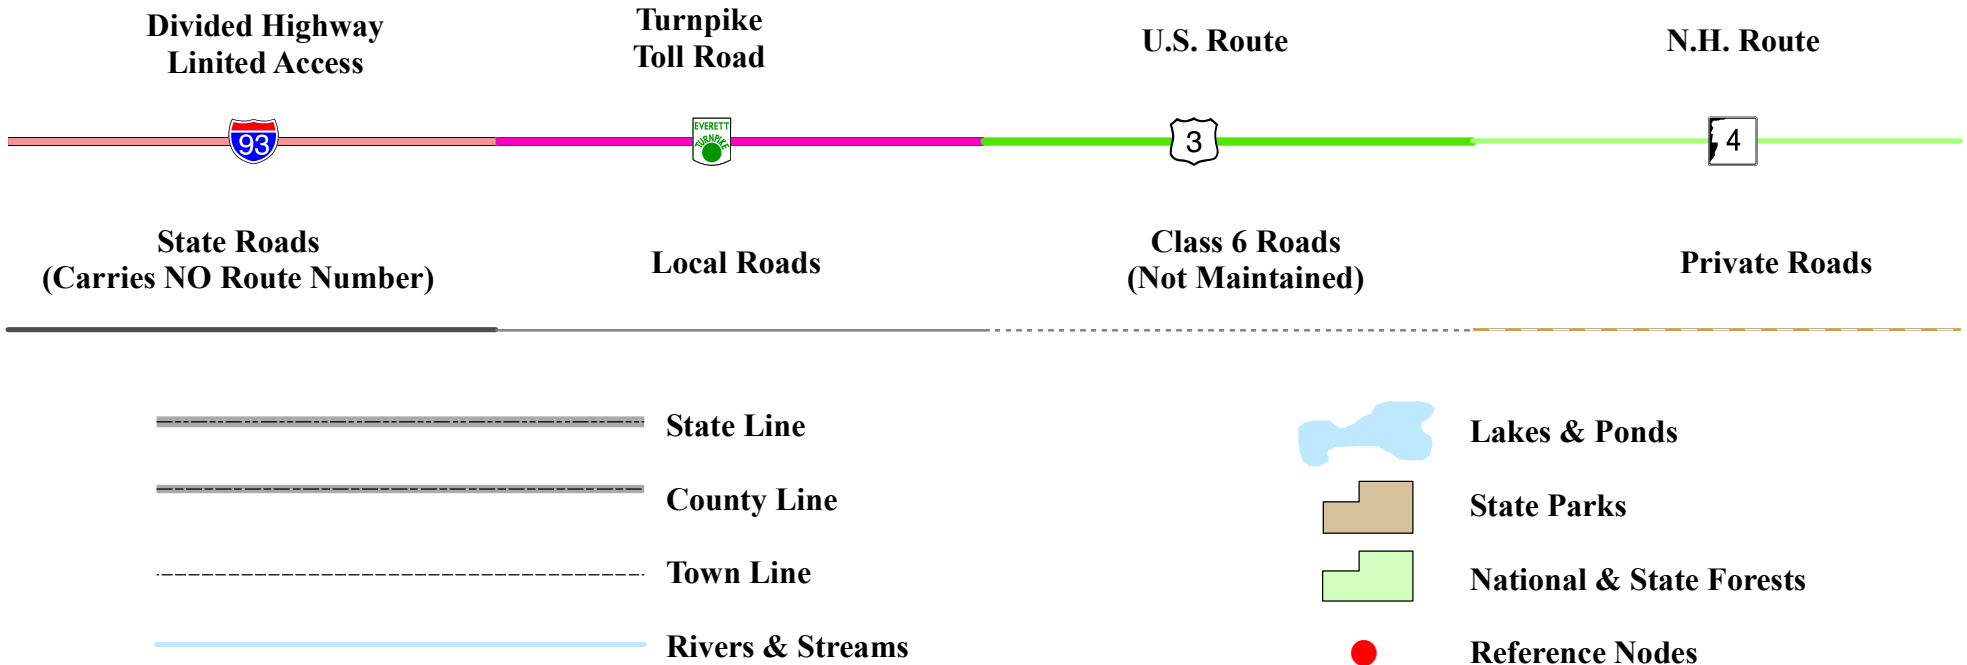 Divided Highway
Linited Access
Turnpike
Toll Road
U.S. Route
N.H. Route
93
EVERETT
TURNPIKE
3
4
State Roads
(Carries NO Route Number)
Local Roads
Class 6 Roads
(Not Maintained)
Private Roads
State Line
County Line
Town Line
Rivers & Streams
Lakes & Ponds
State Parks
National & State Forests
Reference Nodes